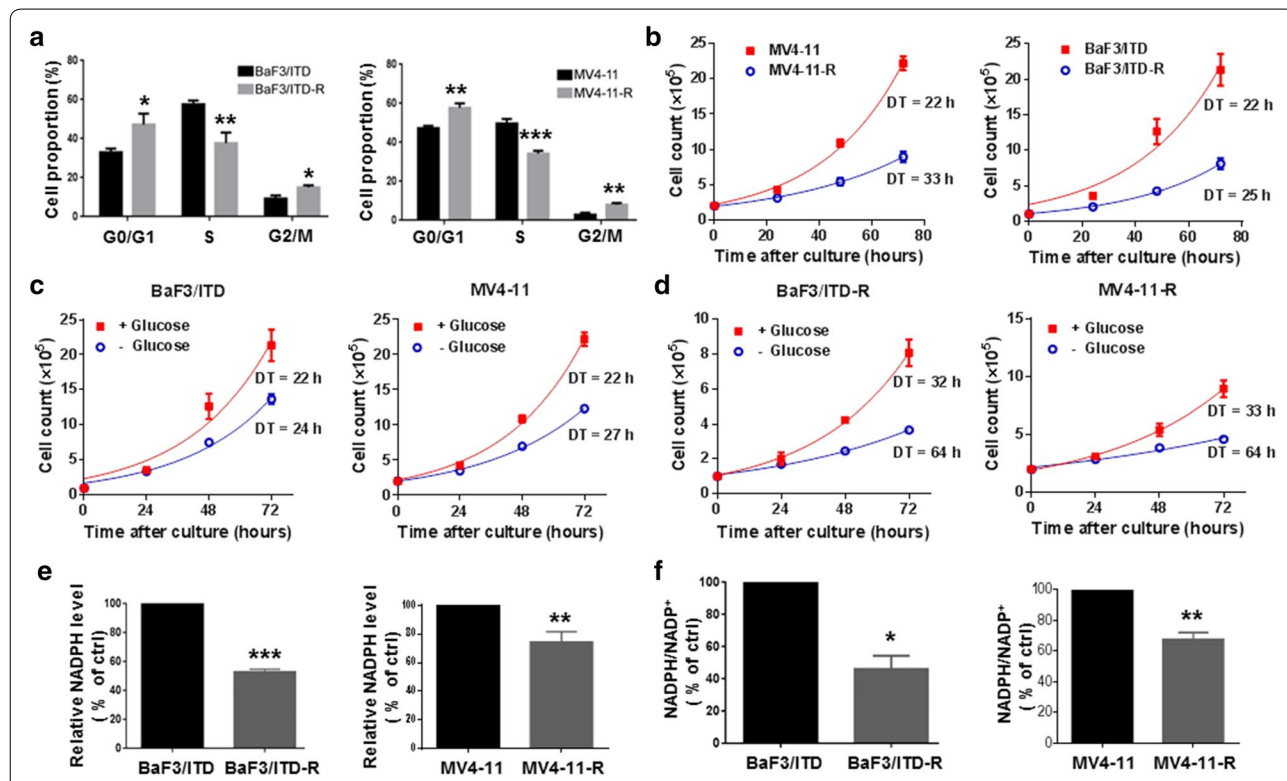 a
Cell proportion (%)
80
60
40
20
0
BaF3/ITD
BaF3/ITD-R
*
**
*
G0/G1 S G2/M
Cell proportion (%)
80
60
40
20
0
MV4-11
MV4-11-R
**
***
**
G0/G1 S G2/M
b
Cell count (×10⁵)
25
20
15
10
5
0
MV4-11
MV4-11-R
DT = 22 h
DT = 33 h
0 20 40 60 80
Time after culture (hours)
Cell count (×10⁵)
25
20
15
10
5
0
BaF3/ITD
BaF3/ITD-R
DT = 22 h
DT = 25 h
0 20 40 60 80
Time after culture (hours)
c
BaF3/ITD
Cell count (×10⁵)
25
20
15
10
5
0
+ Glucose
- Glucose
DT = 22 h
DT = 24 h
0 24 48 72
Time after culture (hours)
MV4-11
Cell count (×10⁵)
25
20
15
10
5
0
+ Glucose
- Glucose
DT = 22 h
DT = 27 h
0 24 48 72
Time after culture (hours)
d
BaF3/ITD-R
Cell count (×10⁵)
10
8
6
4
2
0
+ Glucose
- Glucose
DT = 32 h
DT = 64 h
0 24 48 72
Time after culture (hours)
MV4-11-R
Cell count (×10⁵)
15
10
5
0
+ Glucose
- Glucose
DT = 33 h
DT = 64 h
0 24 48 72
Time after culture (hours)
e
Relative NADPH level
( % of ctrl)
100
80
60
40
20
0
***
BaF3/ITD BaF3/ITD-R
Relative NADPH level
( % of ctrl)
100
80
60
40
20
0
**
MV4-11 MV4-11-R
f
NADPH/NADP⁺
( % of ctrl)
100
80
60
40
20
0
*
BaF3/ITD BaF3/ITD-R
NADPH/NADP⁺
( % of ctrl)
100
80
60
40
20
0
**
MV4-11 MV4-11-R